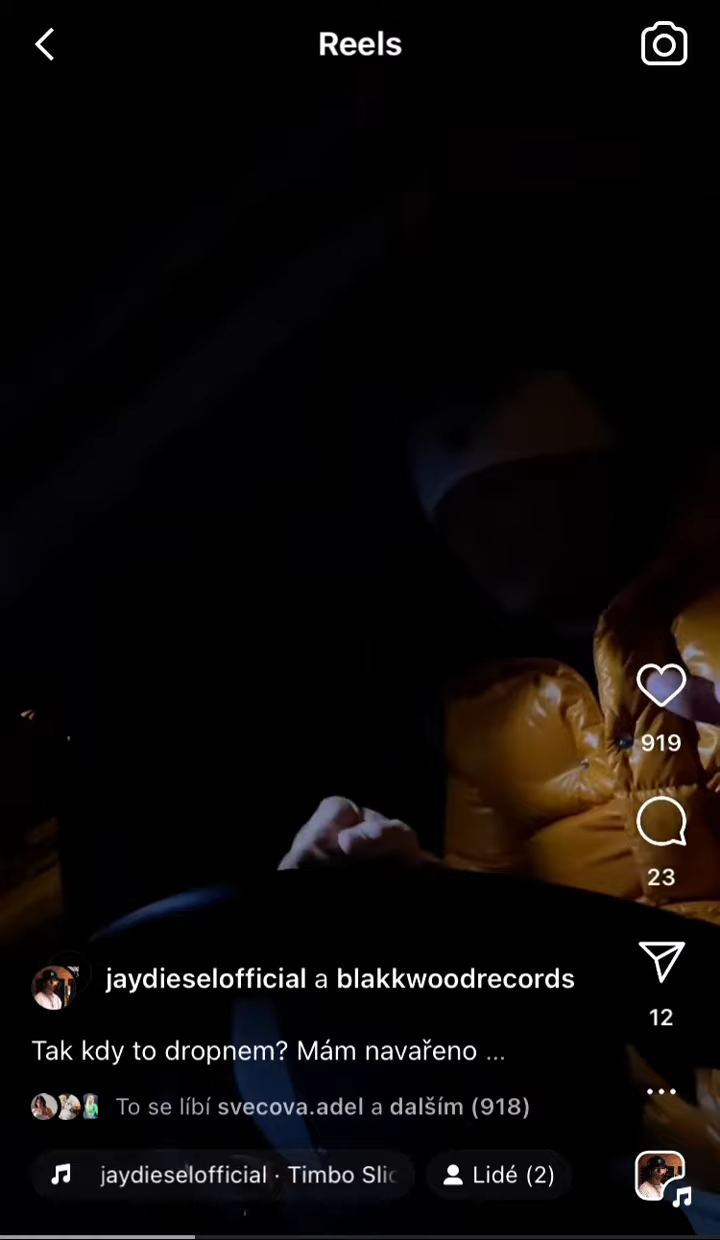 Reels
919
23
jaydieselofficial a blakkwoodrecords
12
Tak kdy to dropnem? Mám navařeno ...
To se líbí svecova.adel a dalším (918)
jaydieselofficial · Timbo Slic
Lidé (2)